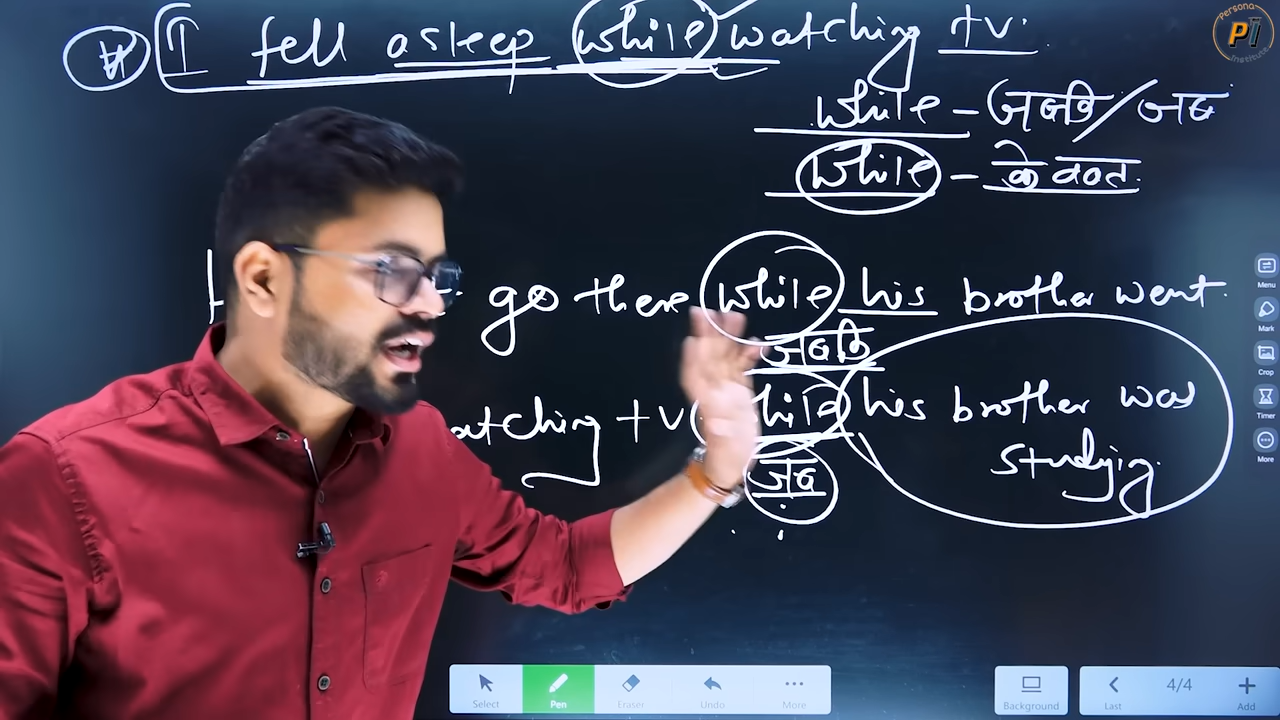 I fell asleep while watching tv.
while - जबकि / जब
while - के वक्त.
go there while his brother went.
जबकि
watching tv while his brother was
studying.
जब
Persona
PI
Institute
Menu
Mark
Crop
Timer
More
Select
Pen
Eraser
Undo
More
Background
Last
4/4
Add